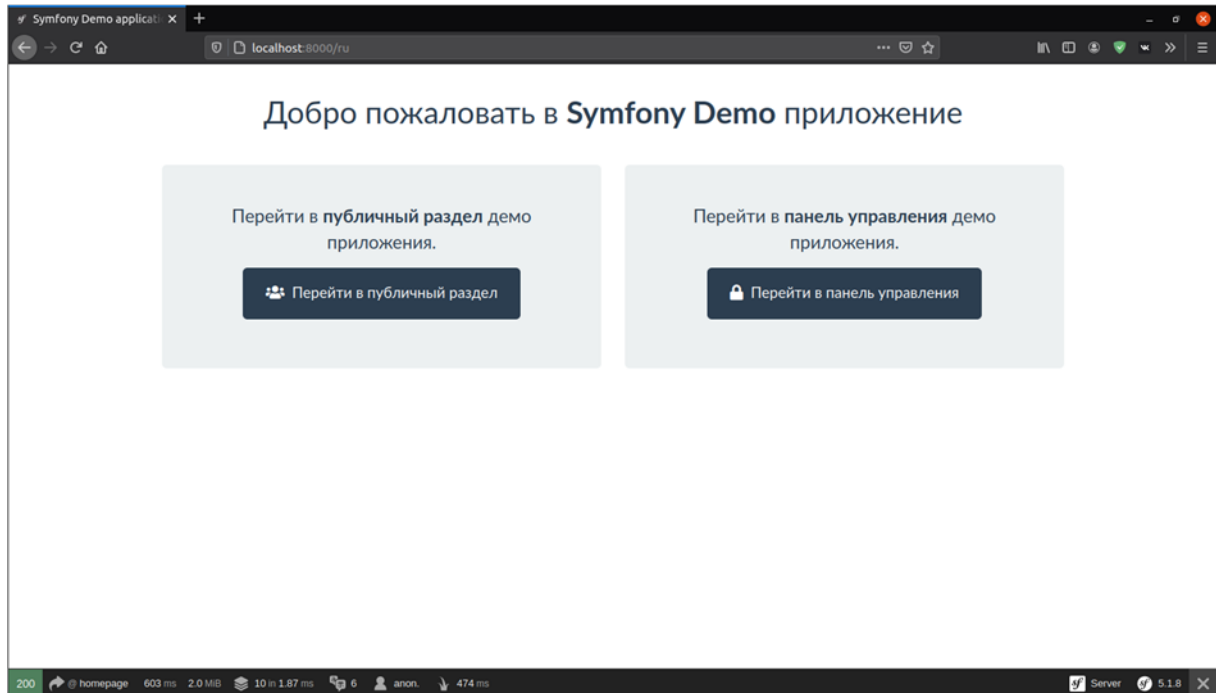 Symfony Demo applicati
localhost:8000/ru
Добро пожаловать в Symfony Demo приложение
Перейти в публичный раздел демо
приложения.
Перейти в публичный раздел
Перейти в панель управления демо
приложения.
Перейти в панель управления
200 @ homepage 603 ms 2.0 MiB 10 in 1.87 ms 6 anon. 474 ms Server 5.1.8